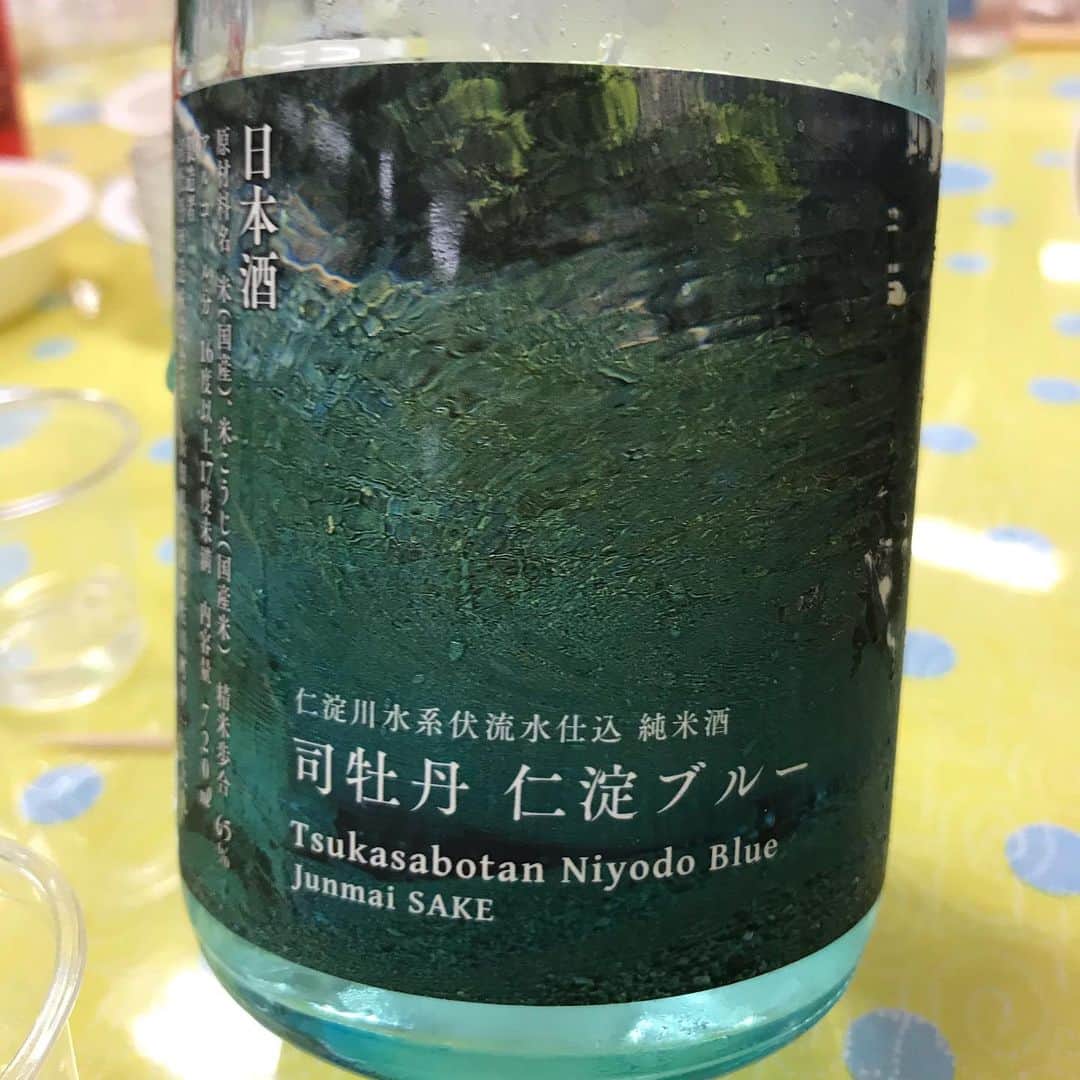 日本酒
原材料名 米(国産)、米こうじ(国産米) 精米歩合 65%
アルコール分 16度以上17度未満 内容量 720ml
製造者
仁淀川水系伏流水仕込 純米酒
司牡丹 仁淀ブルー
Tsukasabotan Niyodo Blue
Junmai SAKE